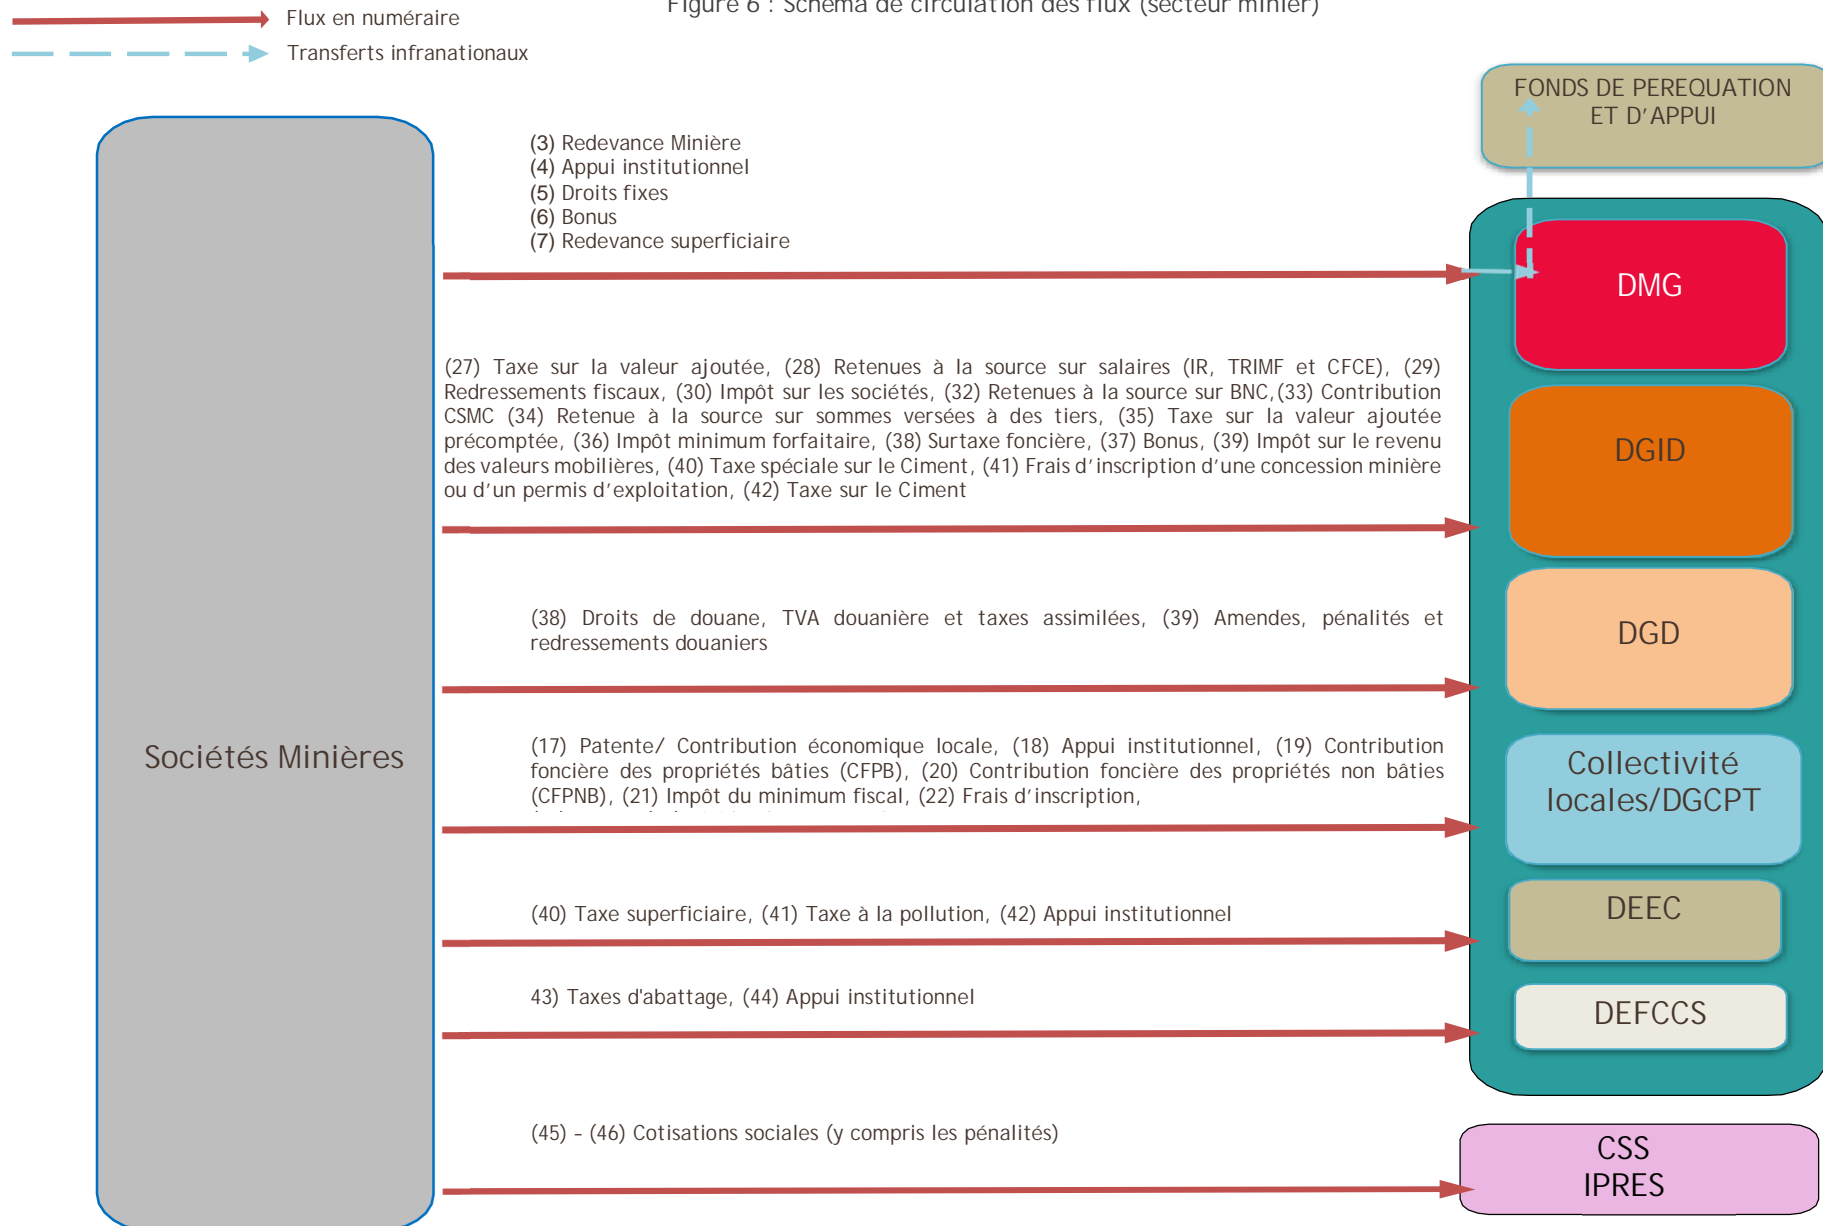 Figure 6 : Schéma de circulation des flux (secteur minier)
Flux en numéraire
Transferts infranationaux
FONDS DE PEREQUATION
ET D'APPUI
(3) Redevance Minière
(4) Appui institutionnel
(5) Droits fixes
(6) Bonus
(7) Redevance superficiaire
DMG
(27) Taxe sur la valeur ajoutée, (28) Retenues à la source sur salaires (IR, TRIMF et CFCE), (29)
Redressements fiscaux, (30) Impôt sur les sociétés, (32) Retenues à la source sur BNC,(33) Contribution
CSMC (34) Retenue à la source sur sommes versées à des tiers, (35) Taxe sur la valeur ajoutée
précomptée, (36) Impôt minimum forfaitaire, (38) Surtaxe foncière, (37) Bonus, (39) Impôt sur le revenu
des valeurs mobilières, (40) Taxe spéciale sur le Ciment, (41) Frais d'inscription d'une concession minière
ou d'un permis d'exploitation, (42) Taxe sur le Ciment
DGID
(38) Droits de douane, TVA douanière et taxes assimilées, (39) Amendes, pénalités et
redressements douaniers
DGD
Sociétés Minières
(17) Patente/ Contribution économique locale, (18) Appui institutionnel, (19) Contribution
foncière des propriétés bâties (CFPB), (20) Contribution foncière des propriétés non bâties
(CFPNB), (21) Impôt du minimum fiscal, (22) Frais d'inscription,
Collectivité
locales/DGCPT
(40) Taxe superficiaire, (41) Taxe à la pollution, (42) Appui institutionnel
DEEC
43) Taxes d'abattage, (44) Appui institutionnel
DEFCCS
(45) – (46) Cotisations sociales (y compris les pénalités)
CSS
IPRES